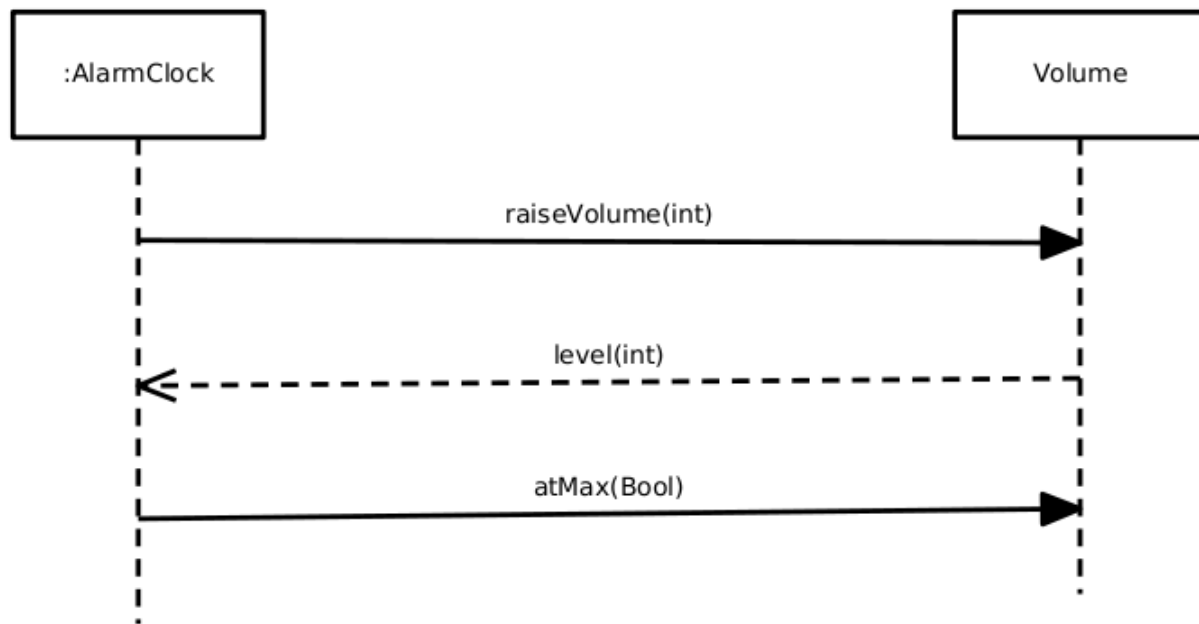 :AlarmClock
Volume
raiseVolume(int)
level(int)
atMax(Bool)